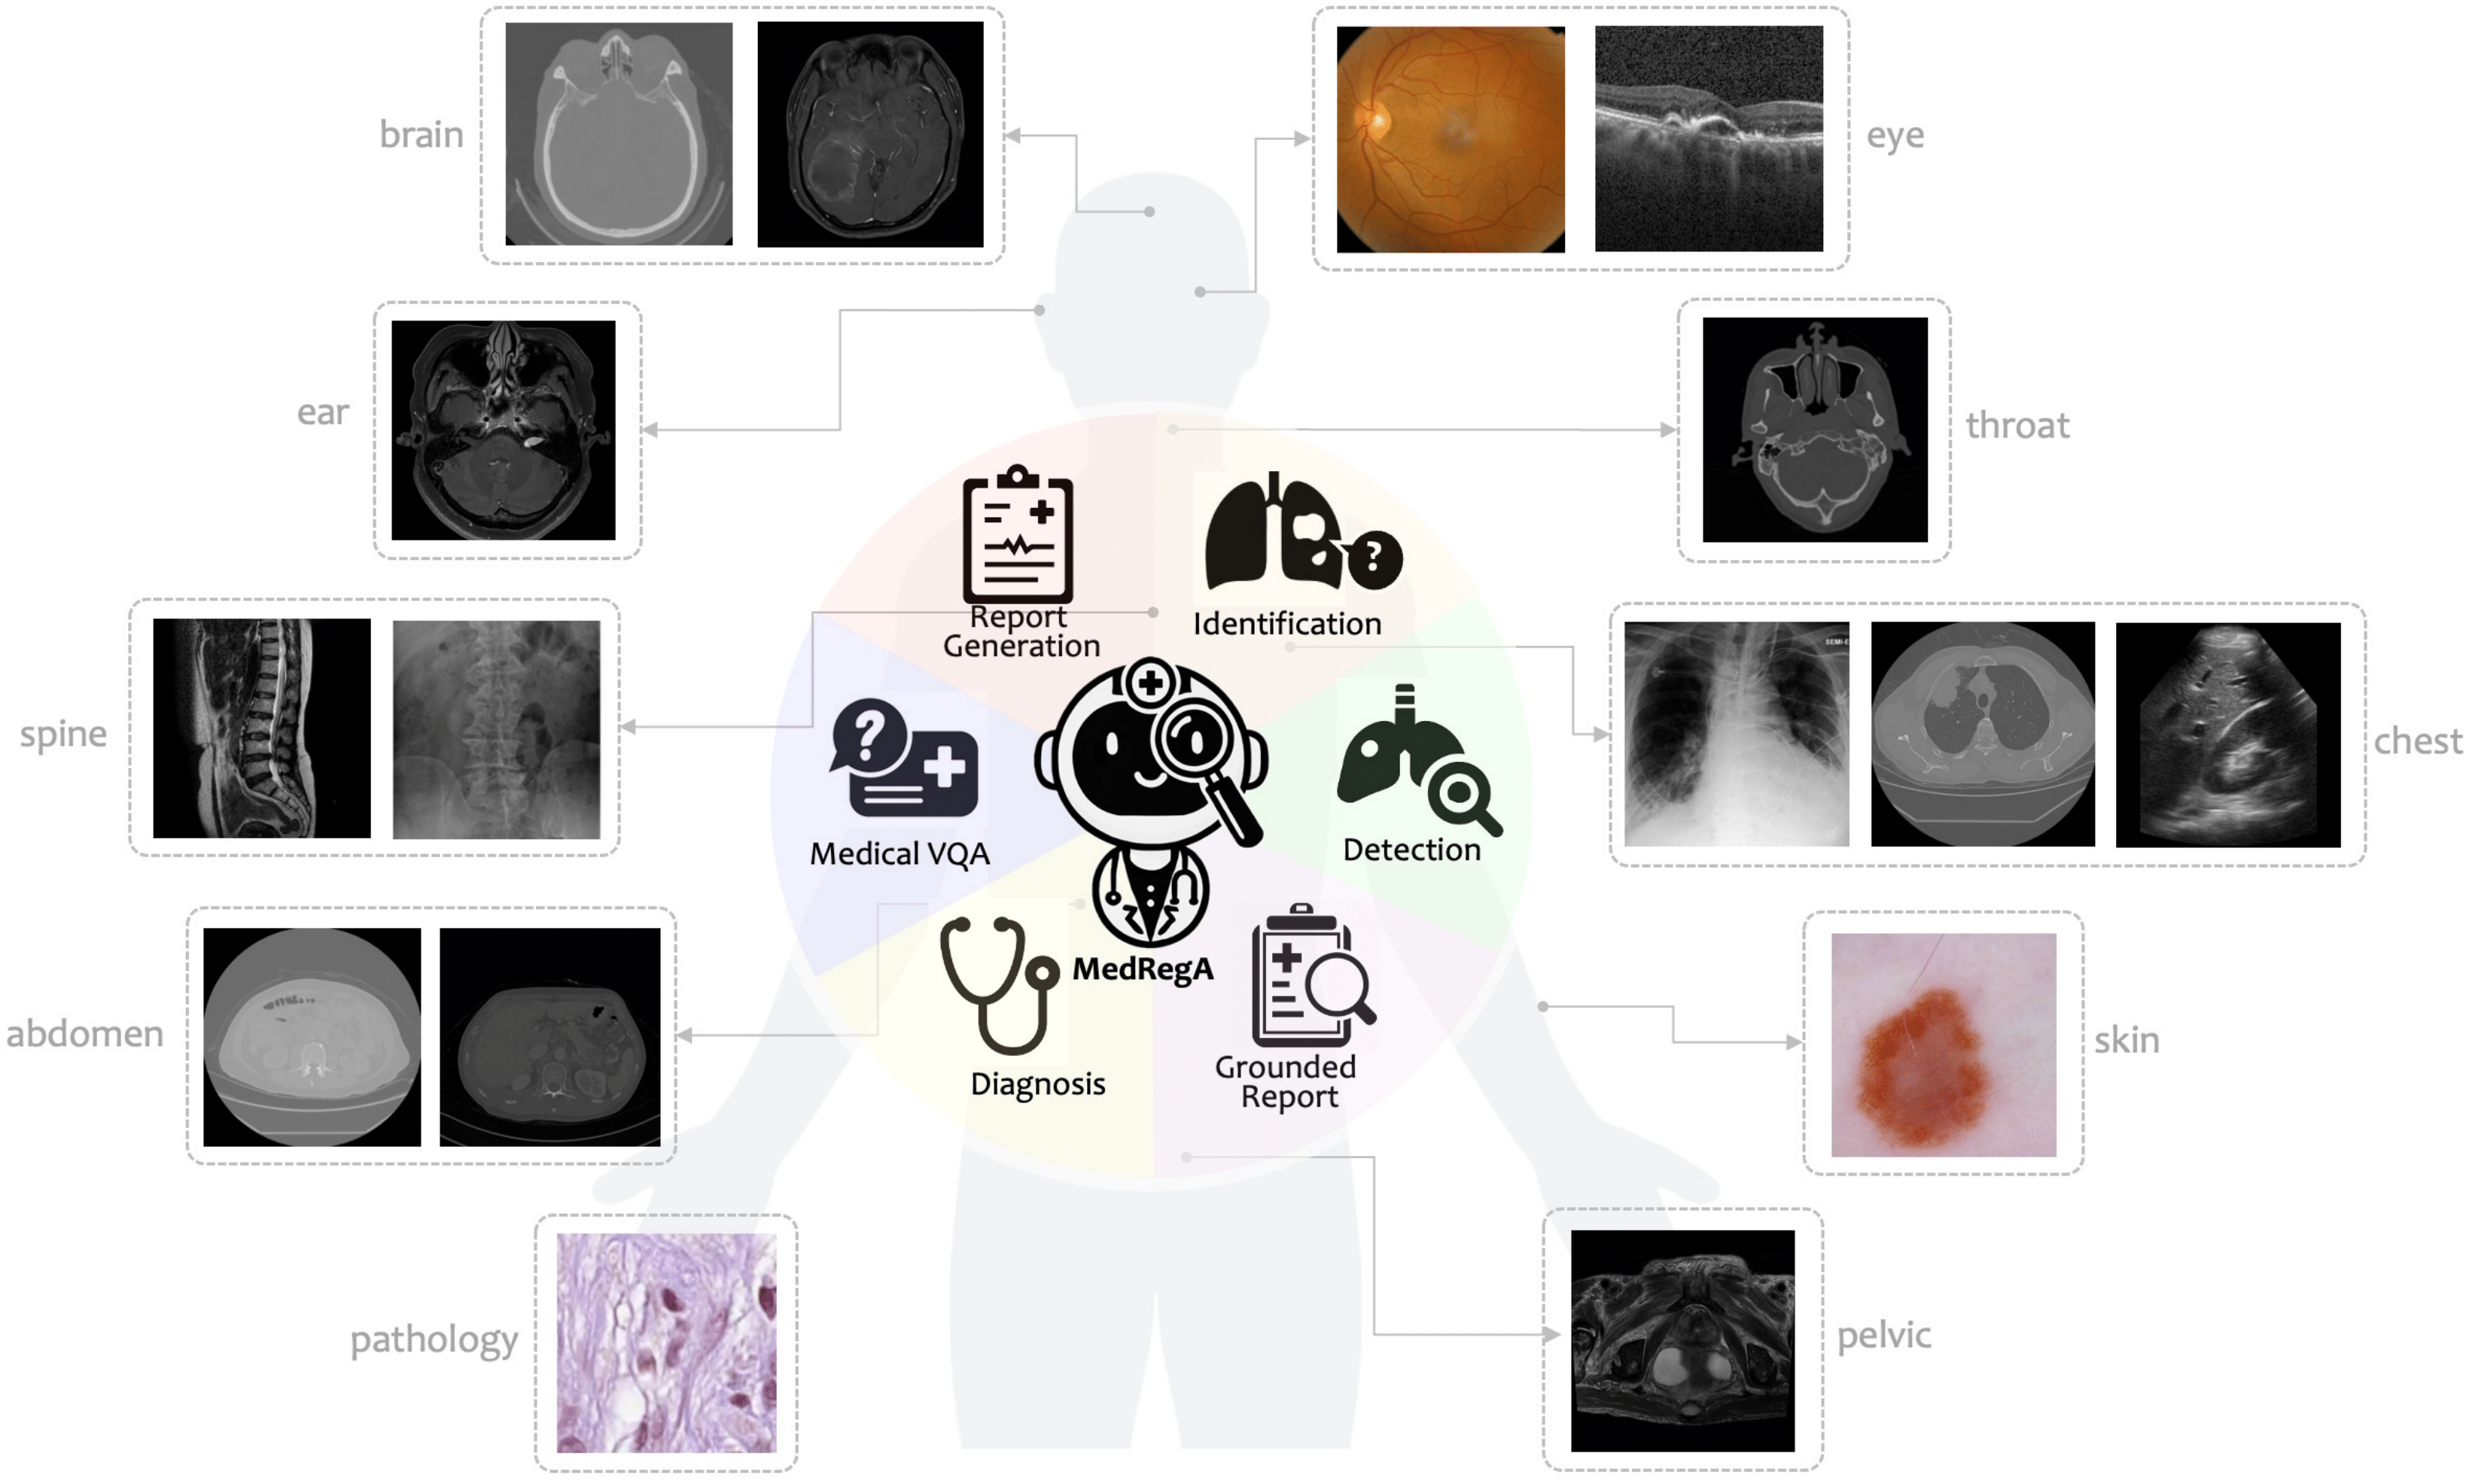 brain
eye
ear
throat
Report
Generation
?
Identification
spine
SEMI-E
chest
?
Medical VQA
Detection
MedRegA
abdomen
Diagnosis
Grounded
Report
skin
pathology
pelvic